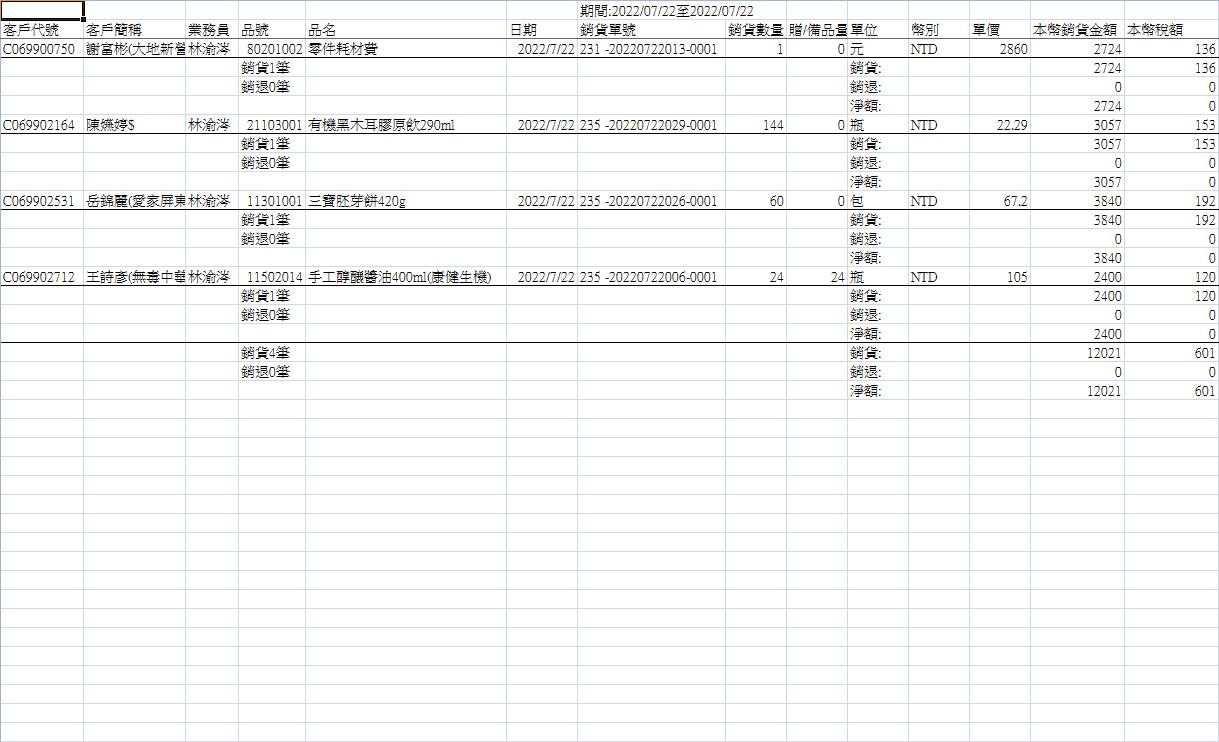 期間:2022/07/22至2022/07/22
客戶代號 客戶簡稱 業務員 品號 品名 日期 銷貨單號 銷貨數量 贈/備品量 單位 幣別 單價 本幣銷貨金額 本幣稅額
C069900750 謝富彬(大地新營 林渝涔 80201002 零件耗材費 2022/7/22 231 -20220722013-0001 1 0 元 NTD 2860 2724 136
銷貨1筆 銷貨: 2724 136
銷退0筆 銷退: 0 0
淨額: 2724 0
C069902164 陳嬿婷$ 林渝涔 21103001 有機黑木耳膠原飲290ml 2022/7/22 235 -20220722029-0001 144 0 瓶 NTD 22.29 3057 153
銷貨1筆 銷貨: 3057 153
銷退0筆 銷退: 0 0
淨額: 3057 0
C069902531 岳錦麗(愛家屏東 林渝涔 11301001 三寶胚芽餅420g 2022/7/22 235 -20220722026-0001 60 0 包 NTD 67.2 3840 192
銷貨1筆 銷貨: 3840 192
銷退0筆 銷退: 0 0
淨額: 3840 0
C069902712 王詩彥(無毒中華 林渝涔 11502014 手工醇釀醬油400ml(康健生機) 2022/7/22 235 -20220722006-0001 24 24 瓶 NTD 105 2400 120
銷貨1筆 銷貨: 2400 120
銷退0筆 銷退: 0 0
淨額: 2400 0
銷貨4筆 銷貨: 12021 601
銷退0筆 銷退: 0 0
淨額: 12021 601